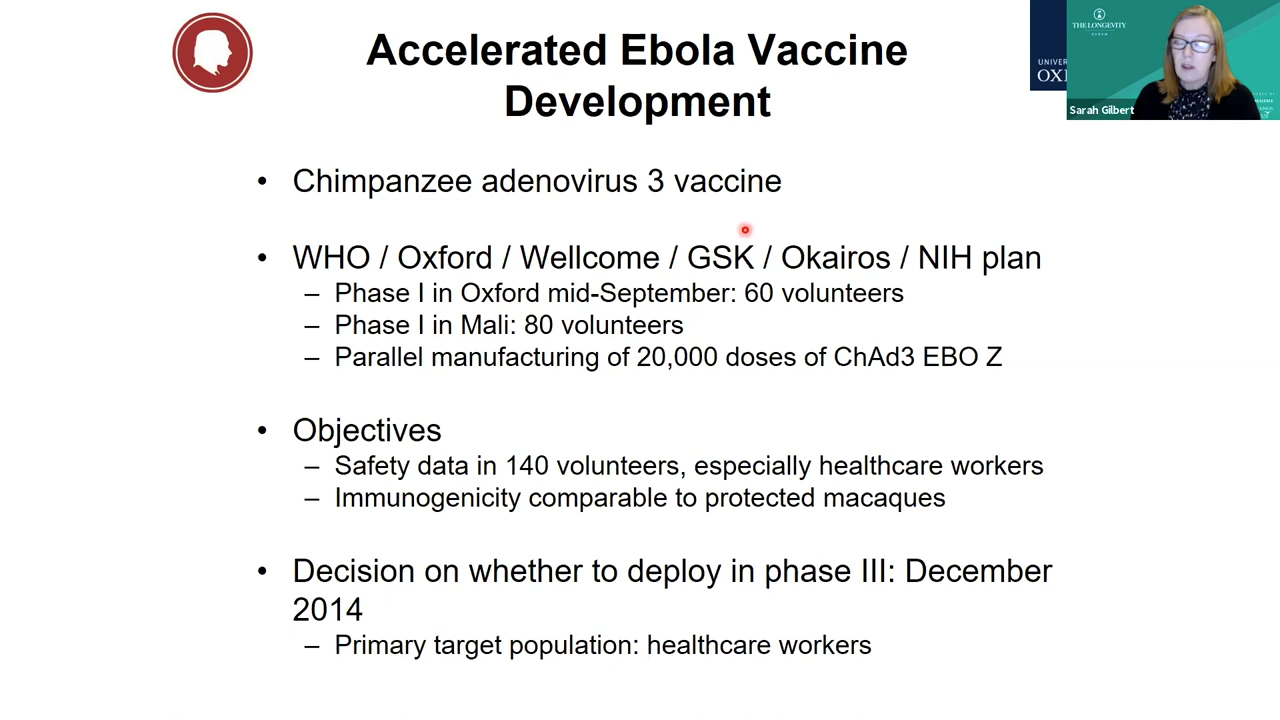 Accelerated Ebola Vaccine
Development
• Chimpanzee adenovirus 3 vaccine
• WHO / Oxford / Wellcome / GSK / Okairos / NIH plan
– Phase I in Oxford mid-September: 60 volunteers
– Phase I in Mali: 80 volunteers
– Parallel manufacturing of 20,000 doses of ChAd3 EBO Z
• Objectives
– Safety data in 140 volunteers, especially healthcare workers
– Immunogenicity comparable to protected macaques
• Decision on whether to deploy in phase III: December
2014
– Primary target population: healthcare workers
UNIVER
OXF
THE LONGEVITY
FORUM
Sarah Gilbert